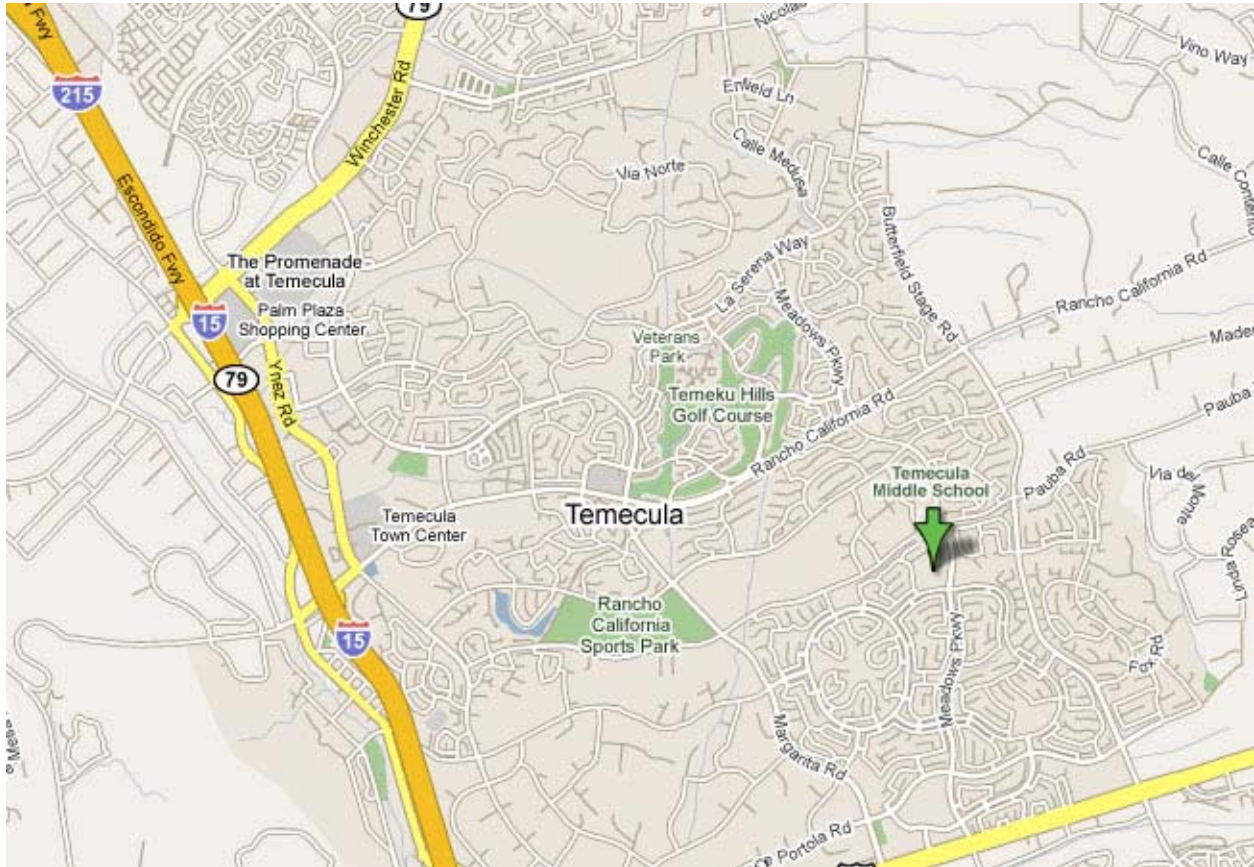 79
Fwy
215
Nicolas
Vino Way
Enfield Ln
Winchester Rd
Calle Medusa
Via Norte
Calle Contento
Escondido Fwy
Butterfield Stage Rd
La Serena Way
Rancho California Rd
The Promenade
at Temecula
Meadows Pkwy
15
Palm Plaza
Shopping Center
Veterans
Park
79
Ynez Rd
Temeku Hills
Golf Course
Rancho California Rd
Pauba
Temecula
Middle School
Pauba Rd
Via del Monte
Temecula
Temecula
Town Center
Rancho
California
Sports Park
15
Meadows Pkwy
Fox Rd
Margarita Rd
Portola Rd